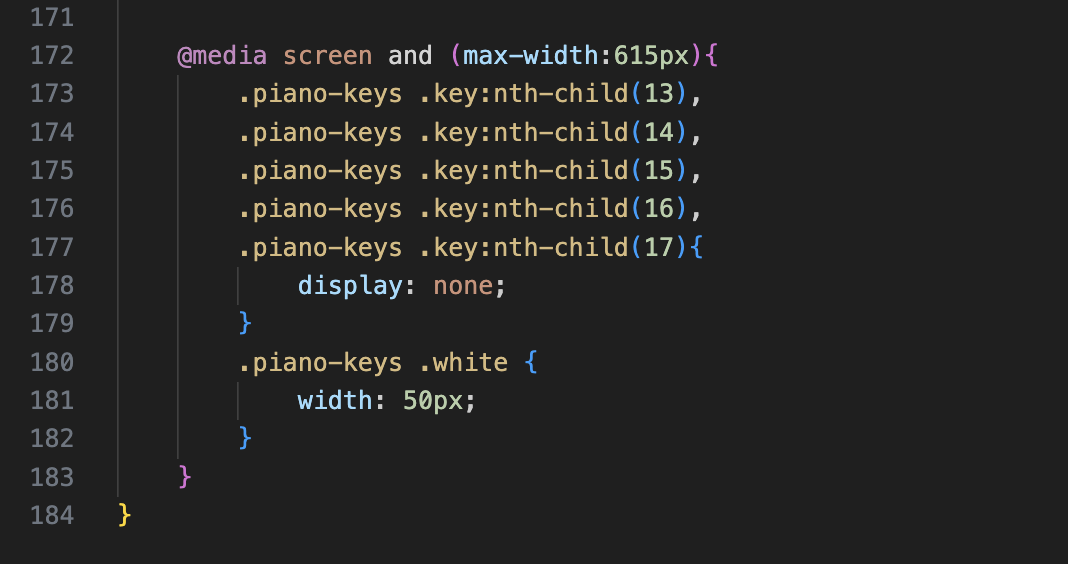 171
172 @media screen and (max-width:615px){
173 .piano-keys .key:nth-child(13),
174 .piano-keys .key:nth-child(14),
175 .piano-keys .key:nth-child(15),
176 .piano-keys .key:nth-child(16),
177 .piano-keys .key:nth-child(17){
178 display: none;
179 }
180 .piano-keys .white {
181 width: 50px;
182 }
183 }
184 }